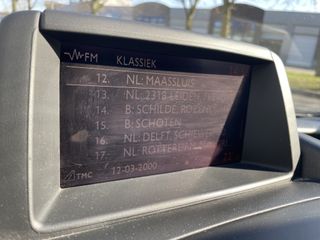 FM KLASSIEK
12. NL: MAASSLUIS
13. NL: 2318 LEIDEN,
14. B: SCHILDE,
15. B: SCHOTEN
16. NL: DELFT,
17. NL: ROTTERDAM,
TMC 12-03-2000